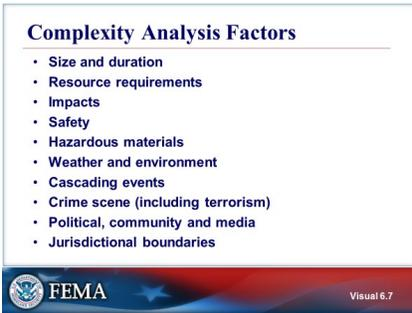 Complexity Analysis Factors
• Size and duration
• Resource requirements
• Impacts
• Safety
• Hazardous materials
• Weather and environment
• Cascading events
• Crime scene (including terrorism)
• Political, community and media
• Jurisdictional boundaries
FEMA
Visual 6.7